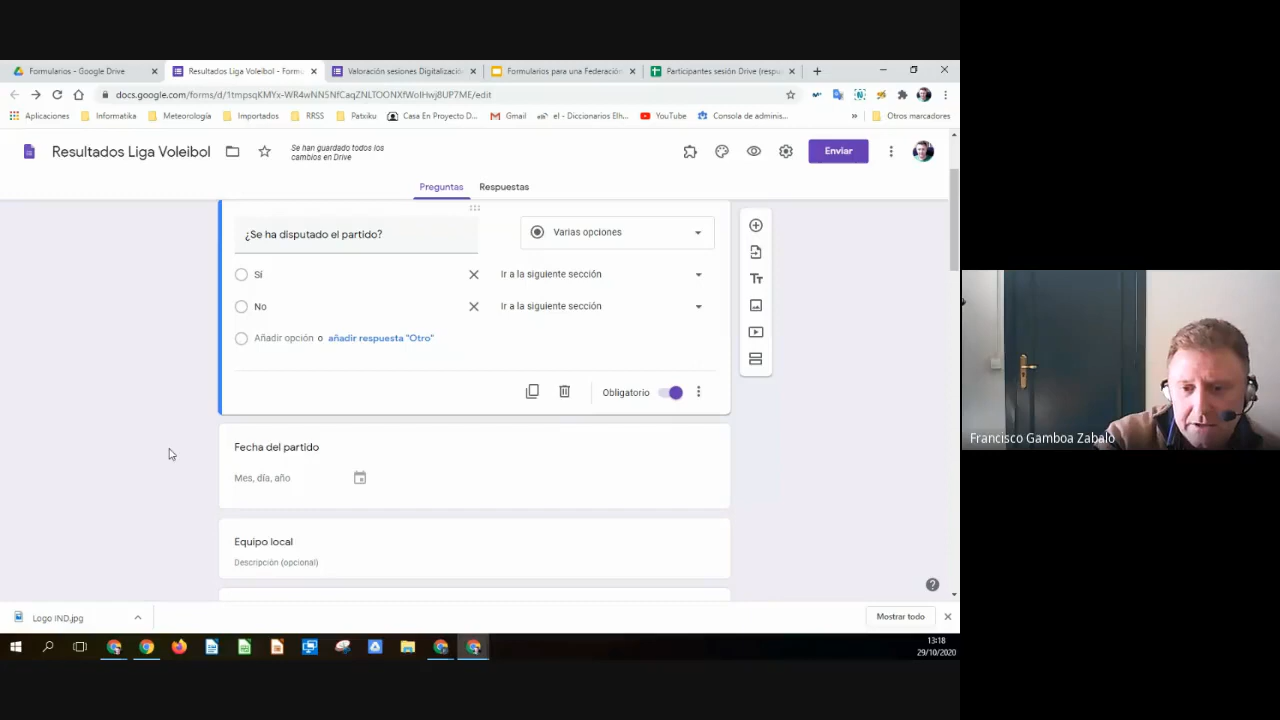 Formularios - Google Drive
Resultados Liga Voleibol - Formu
Valoración sesiones Digitalizació
Formularios para una Federación
Participantes sesión Drive (respu
docs.google.com/forms/d/1tmpsqKMYx-WR4wNN5NfCaqZNLTOONXfWoIHwj8UP7ME/edit
Aplicaciones
Informatika
Meteorología
Importados
RRSS
Patxiku
Casa En Proyecto D...
Gmail
el - Diccionarios Elh...
YouTube
Consola de adminis...
»
Otros marcadores
Resultados Liga Voleibol
Se han guardado todos los
cambios en Drive
Enviar
Preguntas
Respuestas
¿Se ha disputado el partido?
Varias opciones
Sí
Ir a la siguiente sección
No
Ir a la siguiente sección
Añadir opción o añadir respuesta "Otro"
Obligatorio
Fecha del partido
Mes, día, año
Equipo local
Descripción (opcional)
Francisco Gamboa Zabalo
Logo IND.jpg
Mostrar todo
13:18
29/10/2020